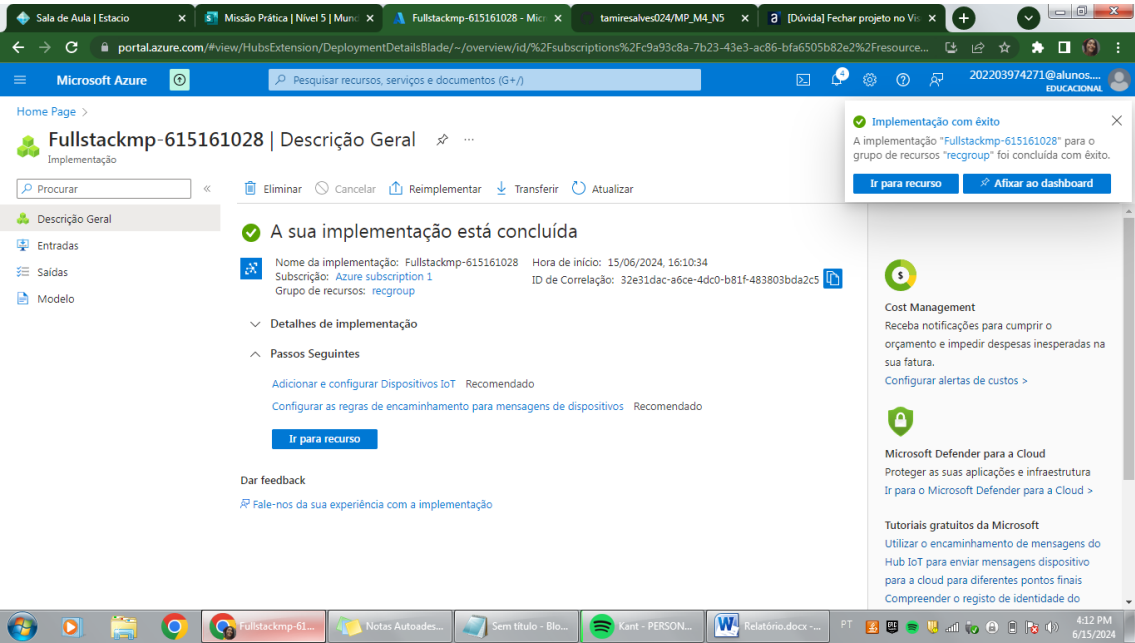 Sala de Aula | Estacio
Missão Prática | Nível 5 | Mund
Fullstackmp-615161028 - Micr
tamiresalves024/MP_M4_N5
[Dúvida] Fechar projeto no Vis
portal.azure.com/#view/HubsExtension/DeploymentDetailsBlade/~/overview/id/%2Fsubscriptions%2Fc9a93c8a-7b23-43e3-ac86-bfa6505b82e2%2Fresource...
Microsoft Azure
Pesquisar recursos, serviços e documentos (G+/)
202203974271@alunos....
EDUCACIONAL
Home Page >
Fullstackmp-615161028 | Descrição Geral
Implementação
Implementação com êxito
A implementação "Fullstackmp-615161028" para o
grupo de recursos "recgroup" foi concluída com êxito.
Ir para recurso
Afixar ao dashboard
Procurar
Eliminar
Cancelar
Reimplementar
Transferir
Atualizar
Descrição Geral
Entradas
Saídas
Modelo
A sua implementação está concluída
Nome da implementação: Fullstackmp-615161028
Subscrição: Azure subscription 1
Grupo de recursos: recgroup
Hora de início: 15/06/2024, 16:10:34
ID de Correlação: 32e31dac-a6ce-4dc0-b81f-483803bda2c5
Detalhes de implementação
Passos Seguintes
Adicionar e configurar Dispositivos IoT Recomendado
Configurar as regras de encaminhamento para mensagens de dispositivos Recomendado
Ir para recurso
Dar feedback
Fale-nos da sua experiência com a implementação
Cost Management
Receba notificações para cumprir o
orçamento e impedir despesas inesperadas na
sua fatura.
Configurar alertas de custos >
Microsoft Defender para a Cloud
Proteger as suas aplicações e infraestrutura
Ir para o Microsoft Defender para a Cloud >
Tutoriais gratuitos da Microsoft
Utilizar o encaminhamento de mensagens do
Hub IoT para enviar mensagens dispositivo
para a cloud para diferentes pontos finais
Compreender o registo de identidade do
Fullstackmp-61...
Notas Autoades...
Sem título - Blo...
Kant - PERSON...
Relatório.docx -...
PT
4:12 PM
6/15/2024